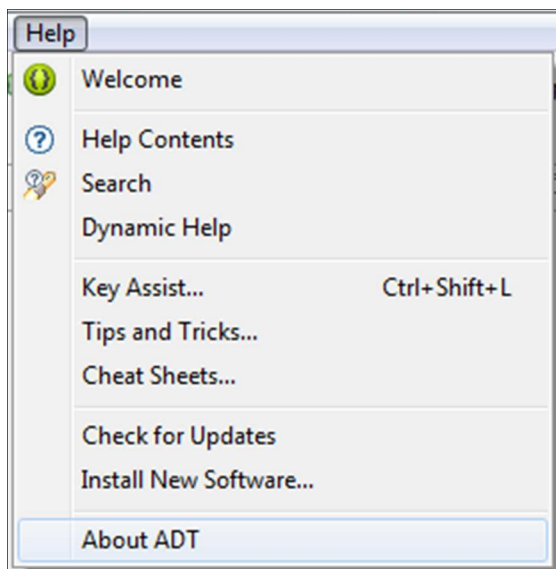 Help
Welcome
Help Contents
Search
Dynamic Help
Key Assist... Ctrl+Shift+L
Tips and Tricks...
Cheat Sheets...
Check for Updates
Install New Software...
About ADT